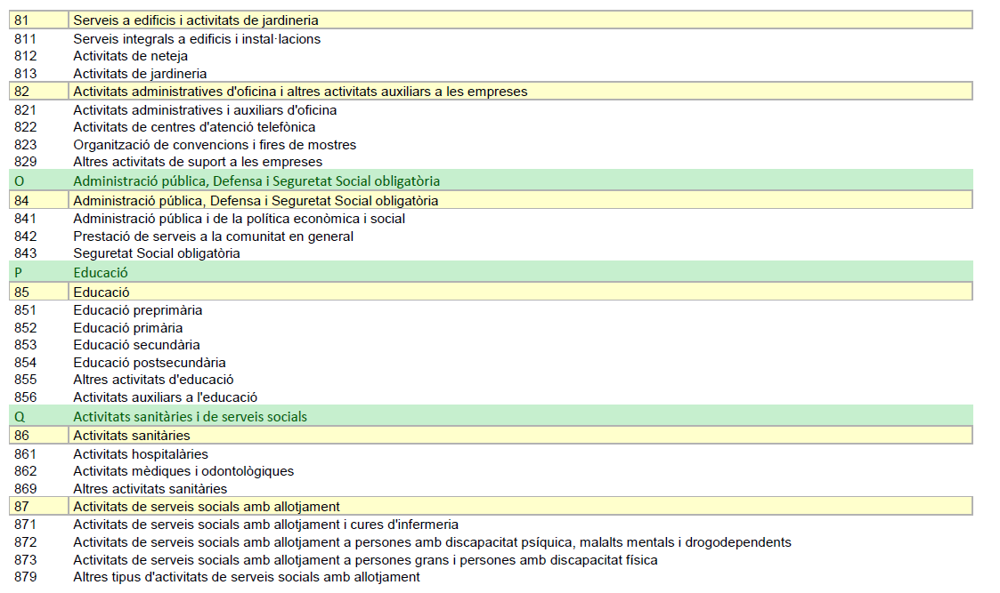 81 Serveis a edificis i activitats de jardineria
811 Serveis integrals a edificis i instal·lacions
812 Activitats de neteja
813 Activitats de jardineria
82 Activitats administratives d'oficina i altres activitats auxiliars a les empreses
821 Activitats administratives i auxiliars d'oficina
822 Activitats de centres d'atenció telefònica
823 Organització de convencions i fires de mostres
829 Altres activitats de suport a les empreses
O Administració pública, Defensa i Seguretat Social obligatòria
84 Administració pública, Defensa i Seguretat Social obligatòria
841 Administració pública i de la política econòmica i social
842 Prestació de serveis a la comunitat en general
843 Seguretat Social obligatòria
P Educació
85 Educació
851 Educació preprimària
852 Educació primària
853 Educació secundària
854 Educació postsecundària
855 Altres activitats d'educació
856 Activitats auxiliars a l'educació
Q Activitats sanitàries i de serveis socials
86 Activitats sanitàries
861 Activitats hospitalàries
862 Activitats mèdiques i odontològiques
869 Altres activitats sanitàries
87 Activitats de serveis socials amb allotjament
871 Activitats de serveis socials amb allotjament i cures d'infermeria
872 Activitats de serveis socials amb allotjament a persones amb discapacitat psíquica, malalts mentals i drogodependents
873 Activitats de serveis socials amb allotjament a persones grans i persones amb discapacitat física
879 Altres tipus d'activitats de serveis socials amb allotjament